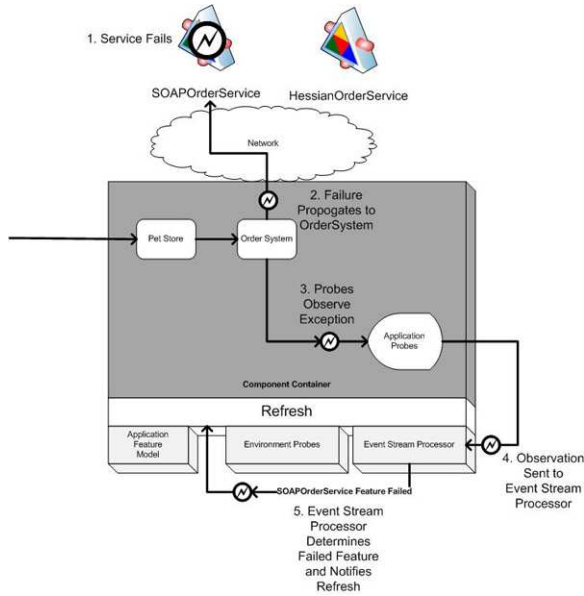 1. Service Fails
SOAPOrderService
HessianOrderService
Network
2. Failure
Propogates to
OrderSystem
Pet Store
Order System
3. Probes
Observe
Exception
Application
Probes
Component Container
Refresh
Application
Feature
Model
Environment Probes
Event Stream Processor
4. Observation
Sent to
Event Stream
Processor
SOAPOrderService Feature Failed
5. Event Stream
Processor
Determines
Failed Feature
and Notifies
Refresh